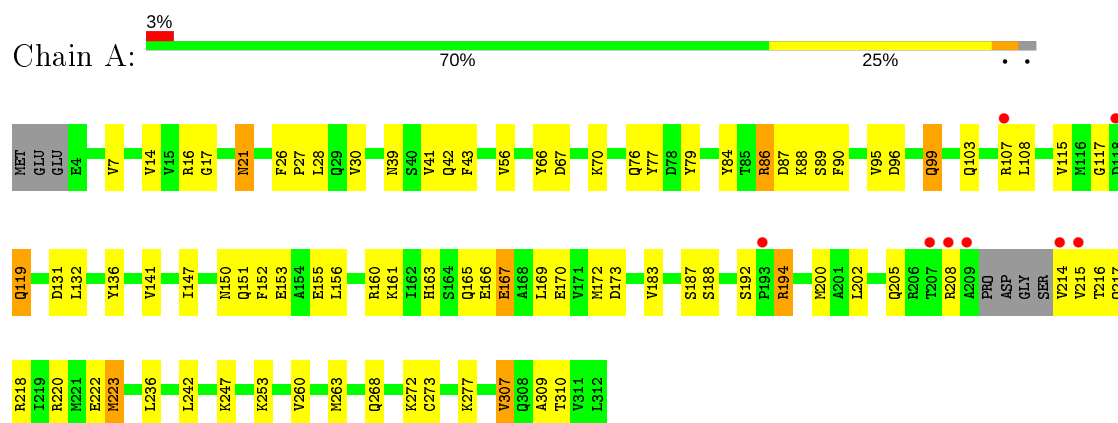 3%
Chain A:
70% 25% • •
MET GLU GLU E4 V7 V14 V15 R16 G17 N21 F26 P27 L28 Q29 V30 N39 S40 V41 Q42 F43 V56 Y66 D67 K70 Q76 Y77 D78 Y79 Y84 T85 R86 D87 K88 S89 F90 V95 D96 Q99 Q103 R107 L108 V115 M116 G117 D118
Q119 D131 L132 Y136 V141 I147 N150 Q151 F152 E153 A154 E155 L156 R160 K161 I162 H163 S164 Q165 E166 E167 A168 L169 E170 V171 M172 D173 V183 S187 S188 S192 P193 R194 M200 A201 L202 Q205 R206 T207 R208 A209 PRO ASP GLY SER V214 V215 T216
R218 I219 R220 M221 E222 M223 L236 L242 K247 K253 V260 M263 Q268 K272 C273 K277 V307 Q308 A309 T310 V311 L312